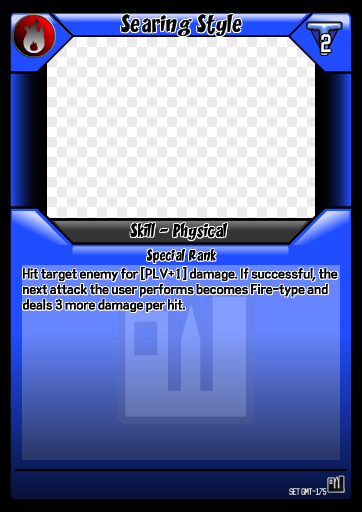 Searing Style
2
Skill - Physical
Special Rank
Hit target enemy for [PLV+1] damage. If successful, the
next attack the user performs becomes Fire-type and
deals 3 more damage per hit.
SET GMT-175